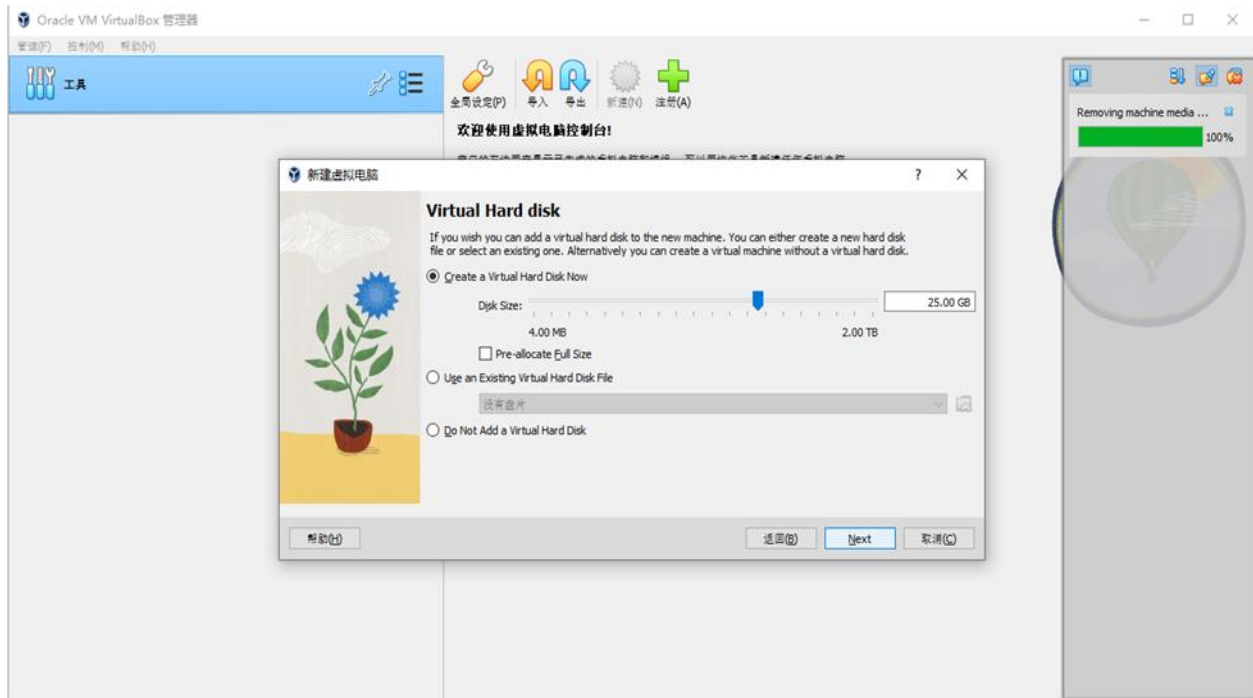 Oracle VM VirtualBox 管理器
管理(F) 控制(M) 帮助(H)
工具
全局设定(P) 导入 导出 新建(N) 注册(A)
欢迎使用虚拟电脑控制台!
Removing machine media ...
100%
新建虚拟电脑
Virtual Hard disk
If you wish you can add a virtual hard disk to the new machine. You can either create a new hard disk
file or select an existing one. Alternatively you can create a virtual machine without a virtual hard disk.
Create a Virtual Hard Disk Now
Disk Size: 25.00 GB
4.00 MB 2.00 TB
Pre-allocate Full Size
Use an Existing Virtual Hard Disk File
没有盘片
Do Not Add a Virtual Hard Disk
帮助(H) 返回(B) Next 取消(C)